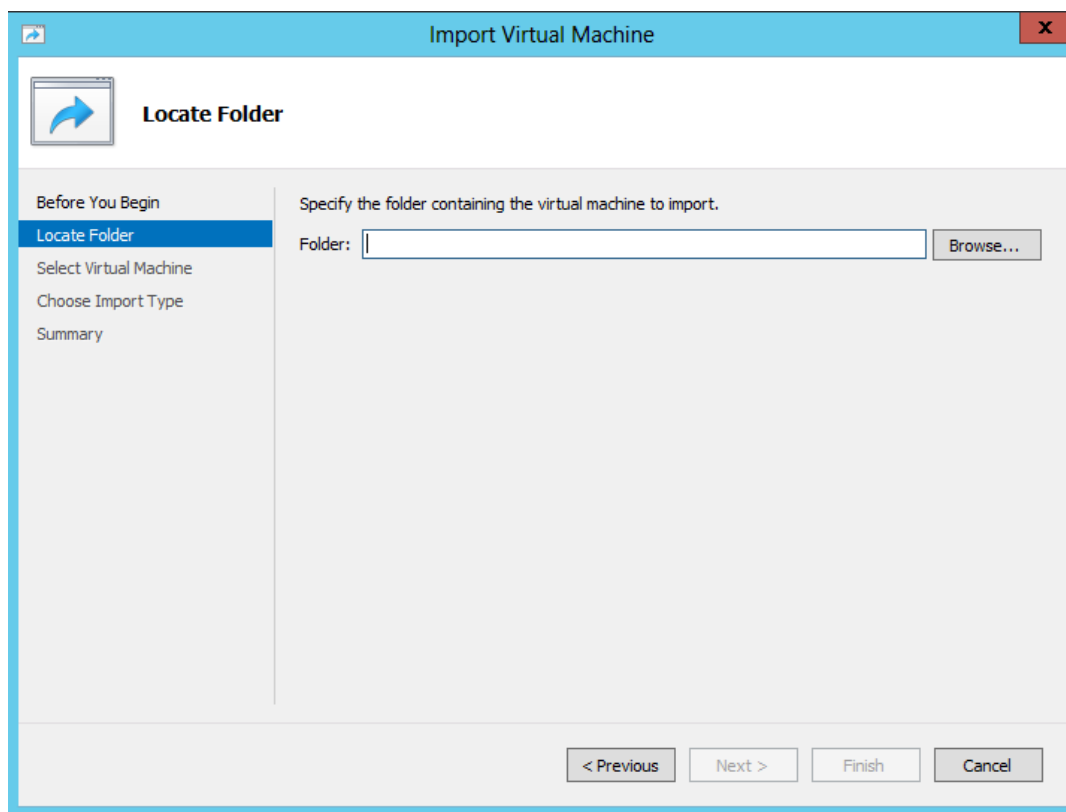 Import Virtual Machine
x
Locate Folder
Before You Begin
Locate Folder
Select Virtual Machine
Choose Import Type
Summary
Specify the folder containing the virtual machine to import.
Folder:
Browse...
< Previous
Next >
Finish
Cancel